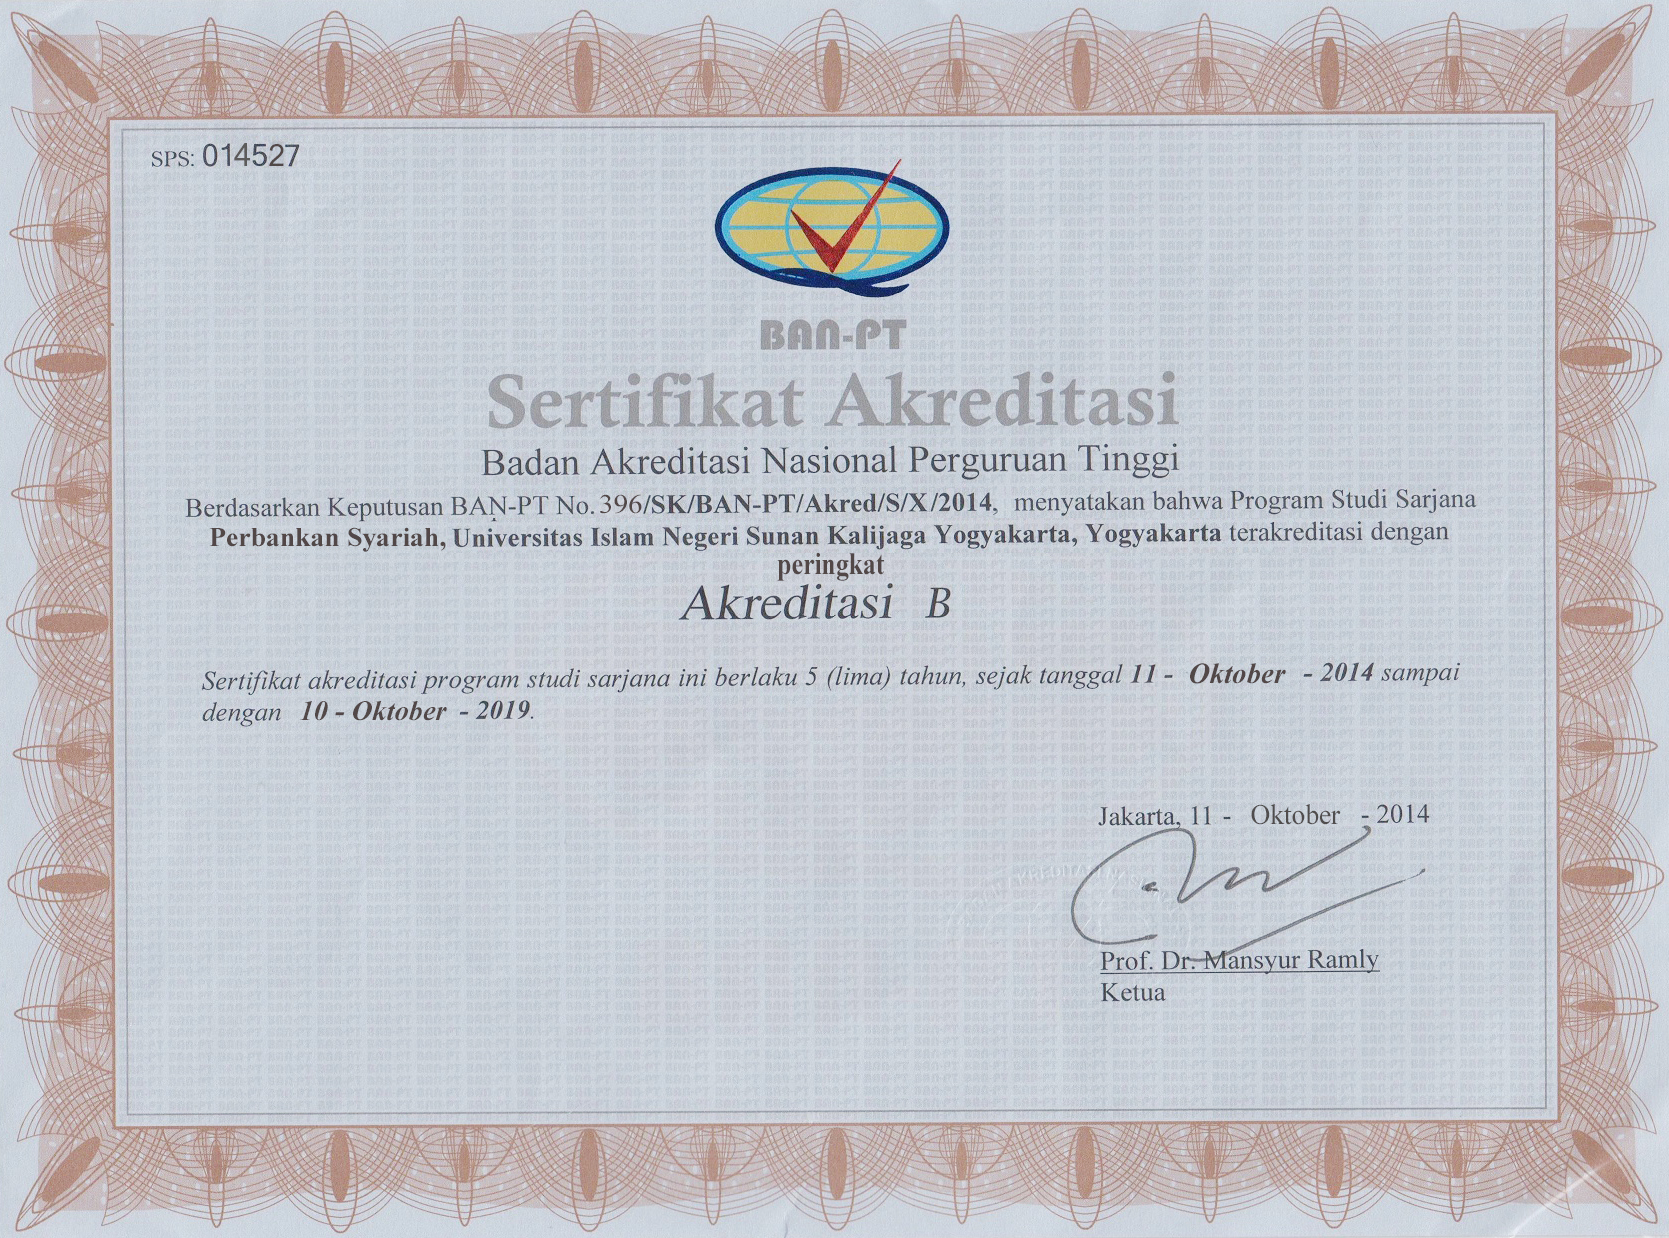 SPS: 014527
BAN-PT
Sertifikat Akreditasi
Badan Akreditasi Nasional Perguruan Tinggi
Berdasarkan Keputusan BAN-PT No. 396/SK/BAN-PT/Akred/S/X/2014, menyatakan bahwa Program Studi Sarjana
Perbankan Syariah, Universitas Islam Negeri Sunan Kalijaga Yogyakarta, Yogyakarta terakreditasi dengan
peringkat
Akreditasi B
Sertifikat akreditasi program studi sarjana ini berlaku 5 (lima) tahun, sejak tanggal 11 - Oktober - 2014 sampai
dengan 10 - Oktober - 2019.
Jakarta, 11 - Oktober - 2014
Prof. Dr. Mansyur Ramly
Ketua